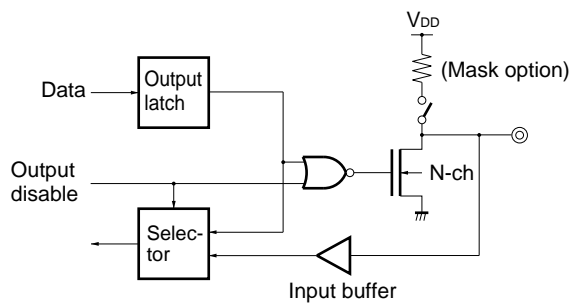 VDD
(Mask option)
Output
latch
Data
Output
disable
N-ch
Selec-
tor
Input buffer